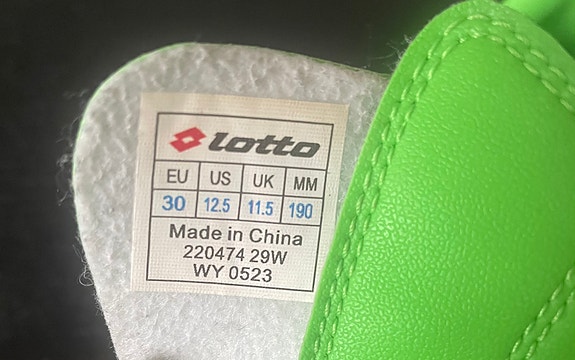 lotto
EU US UK MM
30 12.5 11.5 190
Made in China
220474 29W
WY 0523